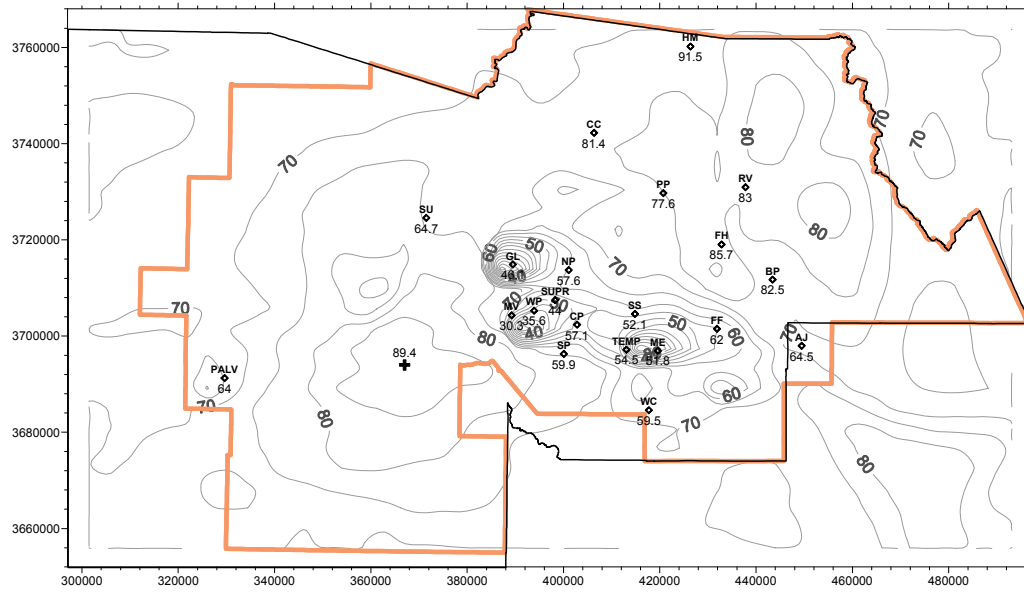 3760000
HM
91.5
70
80
70
CC
81.4
3740000
70
PP
77.6
RV
83
SU
64.7
3720000
80
FH
85.7
60
50
GL
40
NP
57.6
70
BP
82.5
SUPR
44
MV
30.3
WP
35.6
CP
57.1
SS
52.1
50
FF
62
60
70
3700000
70
80
40
SP
59.9
TEMP
54.5
ME
AJ
64.5
89.4
PALV
64
70
60
WC
59.5
70
80
3680000
80
3660000
300000
320000
340000
360000
380000
400000
420000
440000
460000
480000